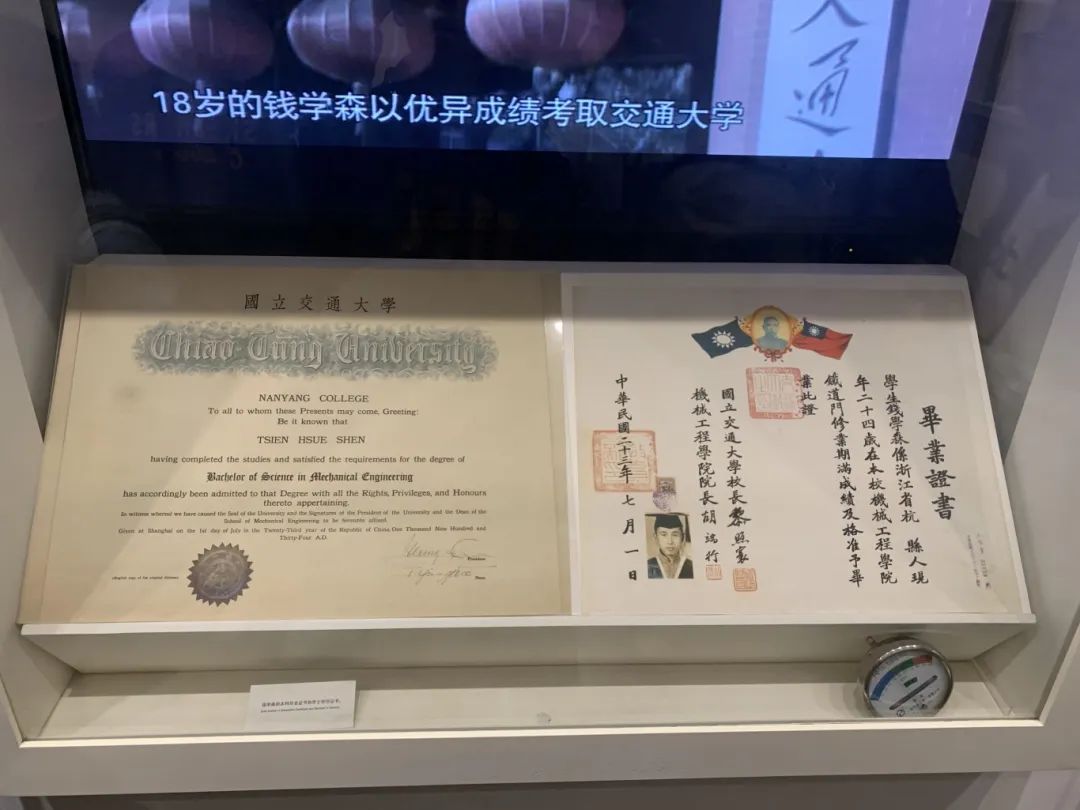 18岁的钱学森以优异成绩考取交通大学
通
國立交通大學
Chiao-Tung University
NANYANG COLLEGE
To all to whom these Presents may come, Greeting:
Be it known that
TSIEN HSUE SHEN
having completed the studies and satisfied the requirements for the degree of
Bachelor of Science in Mechanical Engineering
has accordingly been admitted to that Degree with all the Rights, Privileges, and Honours
thereto appertaining.
In witness whereof we have caused the Seal of the University and the Signatures of the President of the University and the Dean of the
School of Mechanical Engineering to be hereunto affixed.
Given at Shanghai on the 1st day of July in the Twenty-Third year of the Republic of China, One Thousand Nine Hundred and
Thirty-Four A.D.
President
Dean
畢業證書
學生錢學森係浙江省杭縣人現
年二十四歲在本校機械工程學院
鐵道門修業期滿成績及格准予畢
業此證
國立交通大學校長黎照寰
機械工程學院院長胡端行
中華民國二十三年七月一日